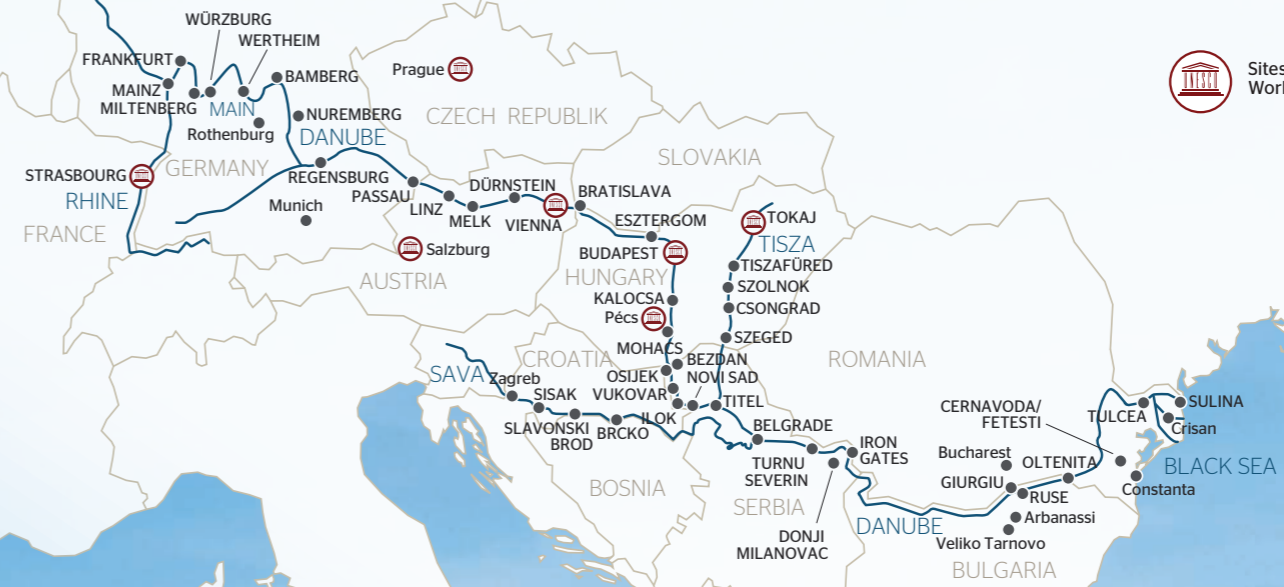 WÜRZBURG
WERTHEIM
FRANKFURT
BAMBERG
Prague
UNESCO
Sites
Worl
MAINZ
MILTENBERG
MAIN
NUREMBERG
CZECH REPUBLIK
Rothenburg
DANUBE
SLOVAKIA
STRASBOURG
GERMANY
REGENSBURG
RHINE
PASSAU
DÜRNSTEIN
BRATISLAVA
Munich
LINZ
MELK
VIENNA
ESZTERGOM
TOKAJ
FRANCE
Salzburg
BUDAPEST
TISZA
AUSTRIA
HUNGARY
TISZAFÜRED
SZOLNOK
KALOCSA
CSONGRAD
Pécs
SZEGED
MOHACS
CROATIA
BEZDAN
ROMANIA
SAVA
Zagreb
OSIJEK
NOVI SAD
SISAK
VUKOVAR
TITEL
SLAVONSKI
BROD
BRCKO
ILOK
BELGRADE
CERNAVODA/
FETESTI
TULCEA
SULINA
Crisan
IRON
GATES
TURNU
SEVERIN
Bucharest
OLTENITA
BLACK SEA
GIURGIU
RUSE
Constanta
BOSNIA
SERBIA
DANUBE
Arbanassi
DONJI
MILANOVAC
Veliko Tarnovo
BULGARIA